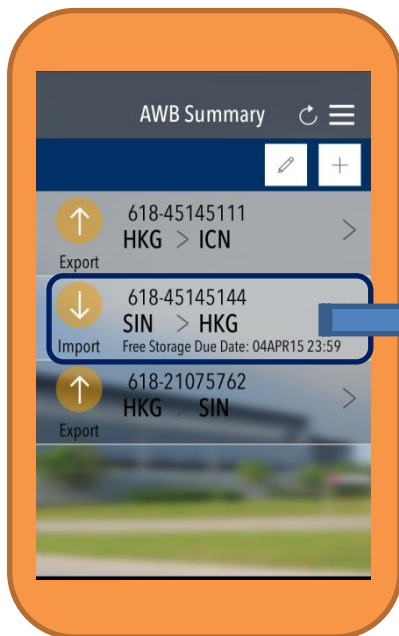 AWB Summary
618-45145111
HKG > ICN
Export
618-45145144
SIN > HKG
Import
Free Storage Due Date: 04APR15 23:59
618-21075762
HKG > SIN
Export